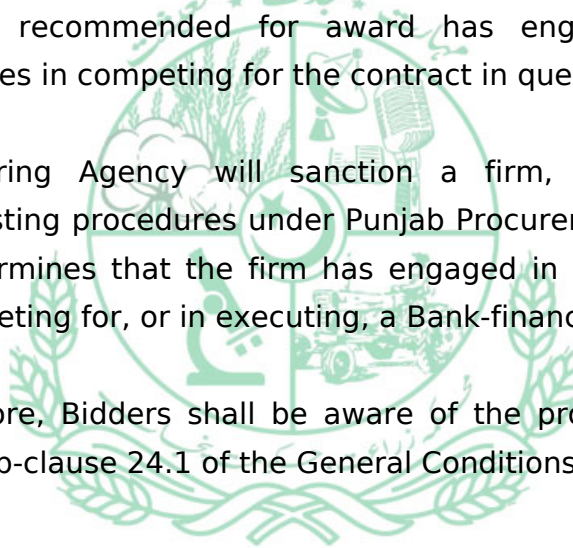 recommended for award has eng
es in competing for the contract in que
ring Agency will sanction a firm,
sting procedures under Punjab Procurer
ermines that the firm has engaged in
eting for, or in executing, a Bank-financ
ore, Bidders shall be aware of the pro
b-clause 24.1 of the General Conditions